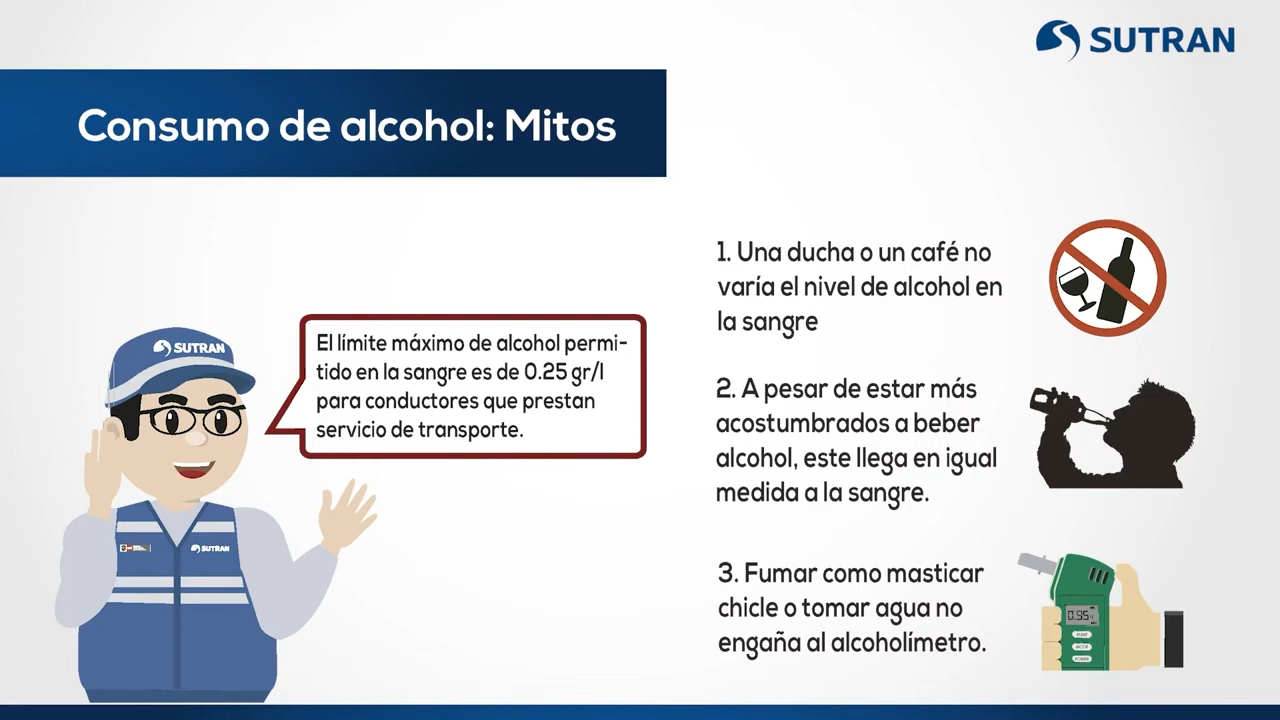 SUTRAN
Consumo de alcohol: Mitos
SUTRAN
El límite máximo de alcohol permi-
tido en la sangre es de 0.25 gr/l
para conductores que prestan
servicio de transporte.
SUTRAN
1. Una ducha o un café no
varía el nivel de alcohol en
la sangre
2. A pesar de estar más
acostumbrados a beber
alcohol, este llega en igual
medida a la sangre.
3. Fumar como masticar
chicle o tomar agua no
engaña al alcoholímetro.
0.95
START
POWER